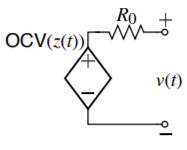 R0
+
OCV(z(t))
+
v(t)
−
−